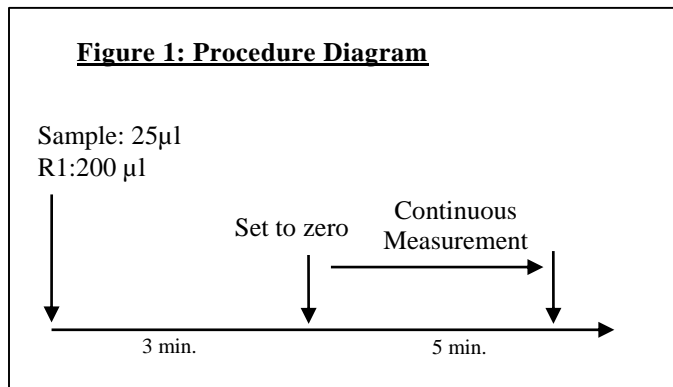 Figure 1: Procedure Diagram
Sample: 25µl
R1:200 µl
Set to zero
Continuous
Measurement
3 min.
5 min.